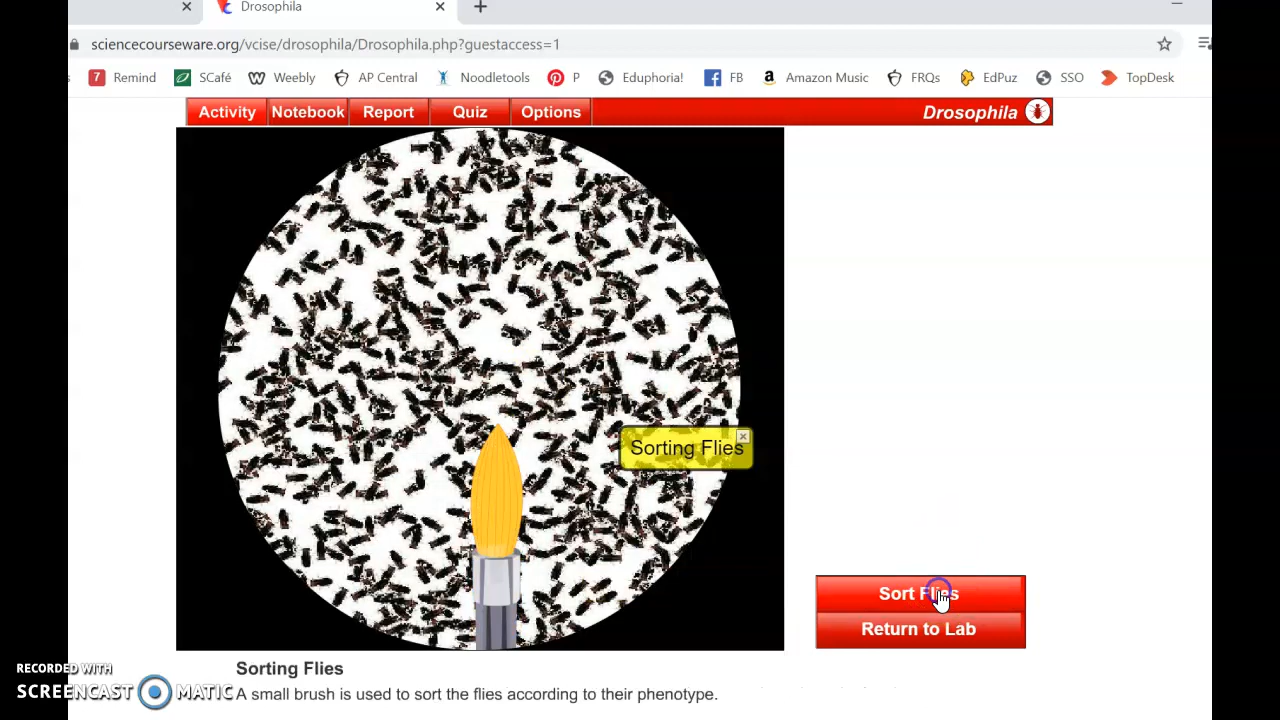 Drosophila
sciencecourseware.org/vcise/drosophila/Drosophila.php?guestaccess=1
7 Remind SCafé Weebly AP Central Noodletools P Eduphoria! FB Amazon Music FRQs EdPuz SSO TopDesk
Activity Notebook Report Quiz Options Drosophila
Sorting Flies
Sort Flies
Return to Lab
Sorting Flies
A small brush is used to sort the flies according to their phenotype.
RECORDED WITH
SCREENCAST MATIC